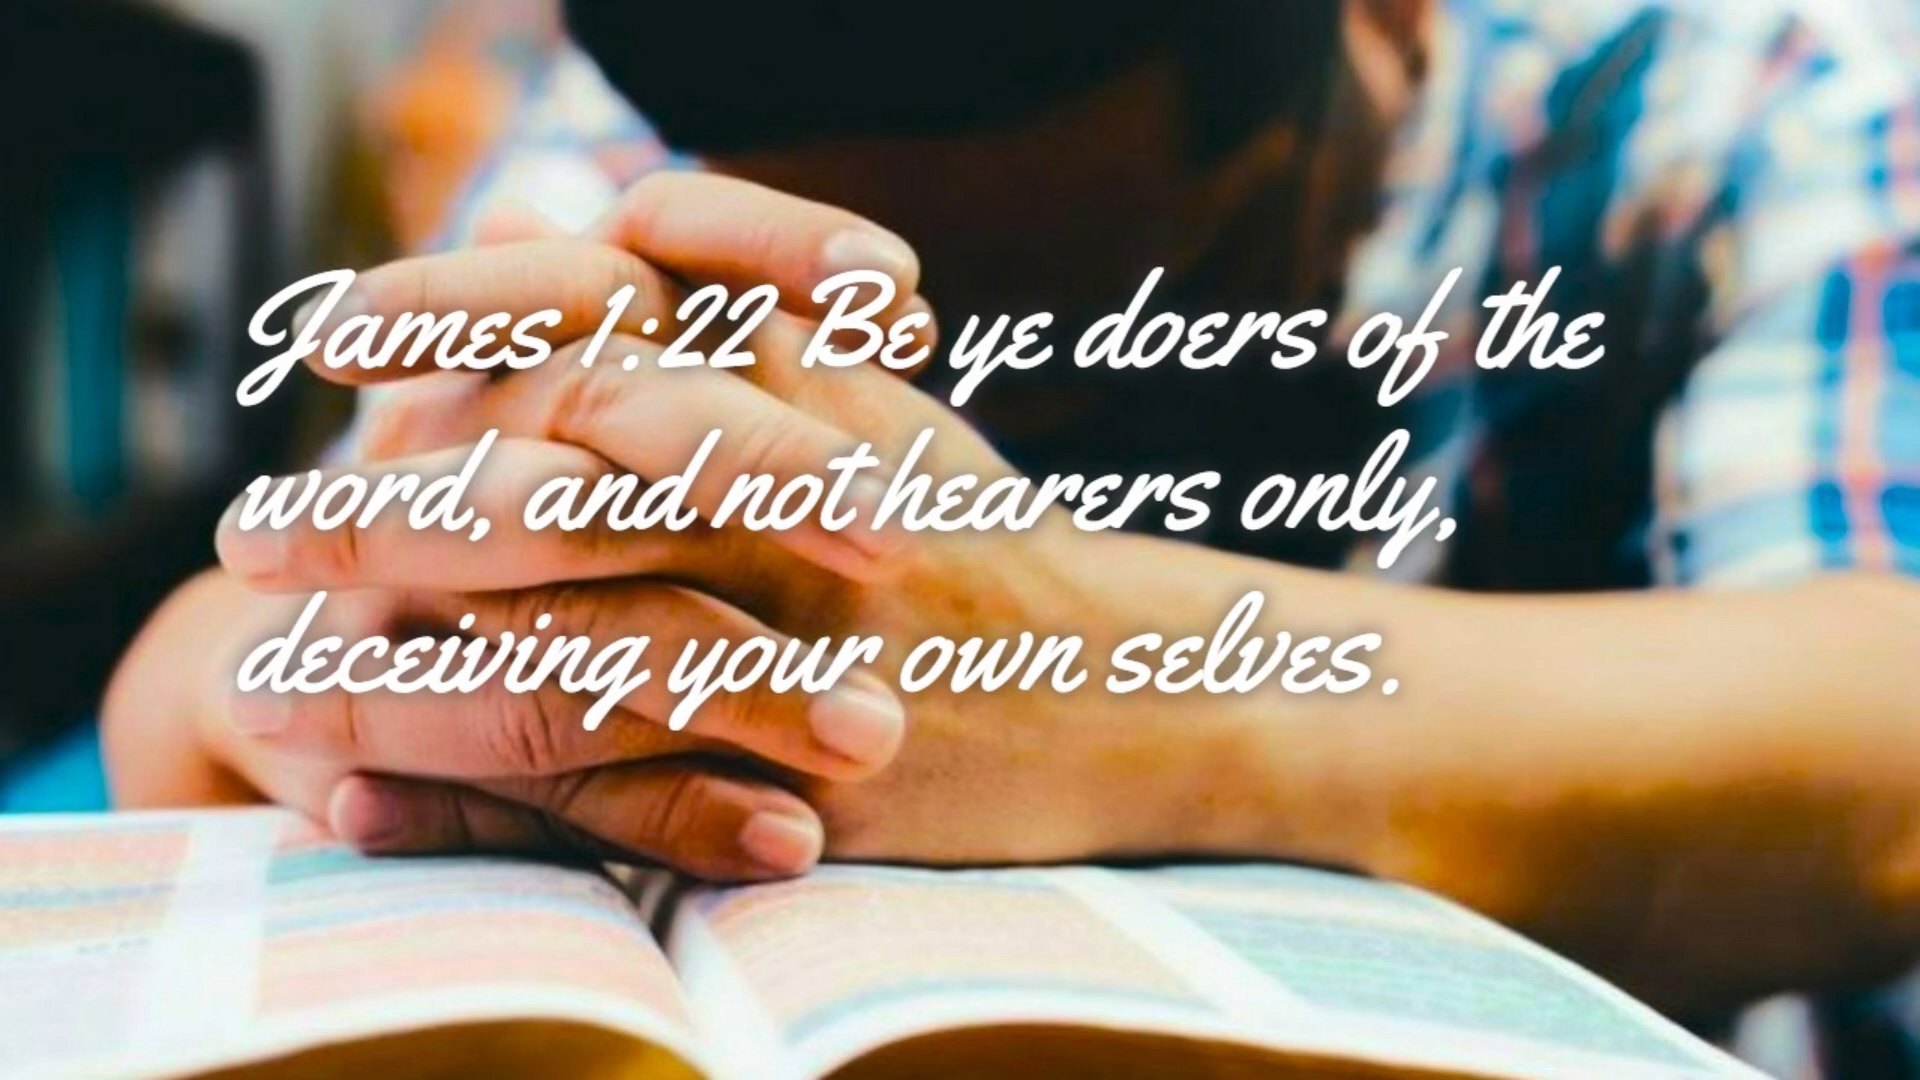 James 1:22 Be ye doers of the
word, and not hearers only,
deceiving your own selves.